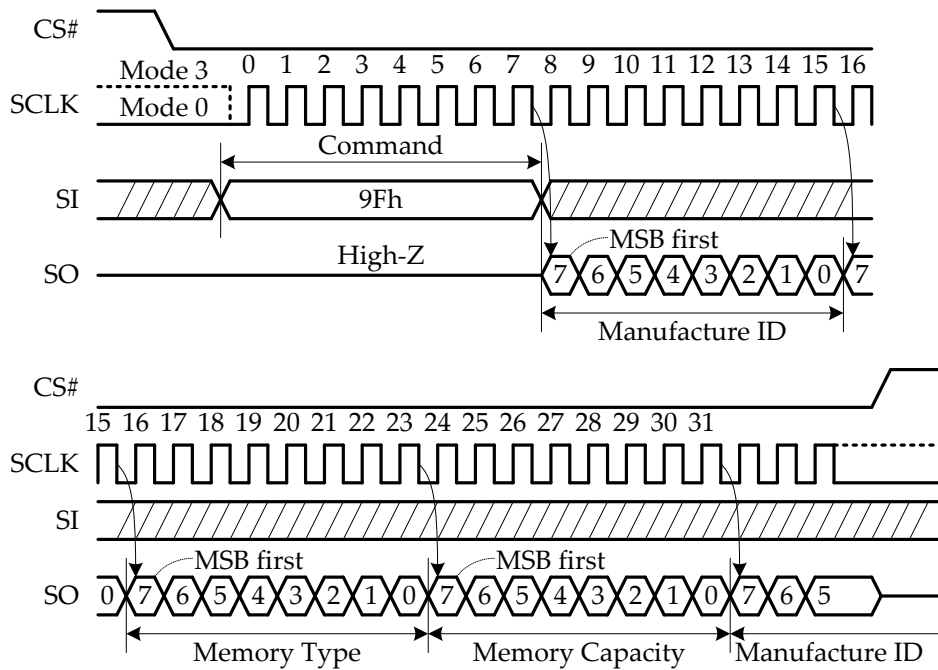 CS#
Mode 3
0 1 2 3 4 5 6 7 8 9 10 11 12 13 14 15 16
SCLK
Mode 0
Command
SI
9Fh
High-Z
MSB first
SO
7 6 5 4 3 2 1 0 7
Manufacture ID
CS#
15 16 17 18 19 20 21 22 23 24 25 26 27 28 29 30 31
SCLK
SI
MSB first MSB first
SO
0 7 6 5 4 3 2 1 0 7 6 5 4 3 2 1 0 7 6 5
Memory Type Memory Capacity Manufacture ID